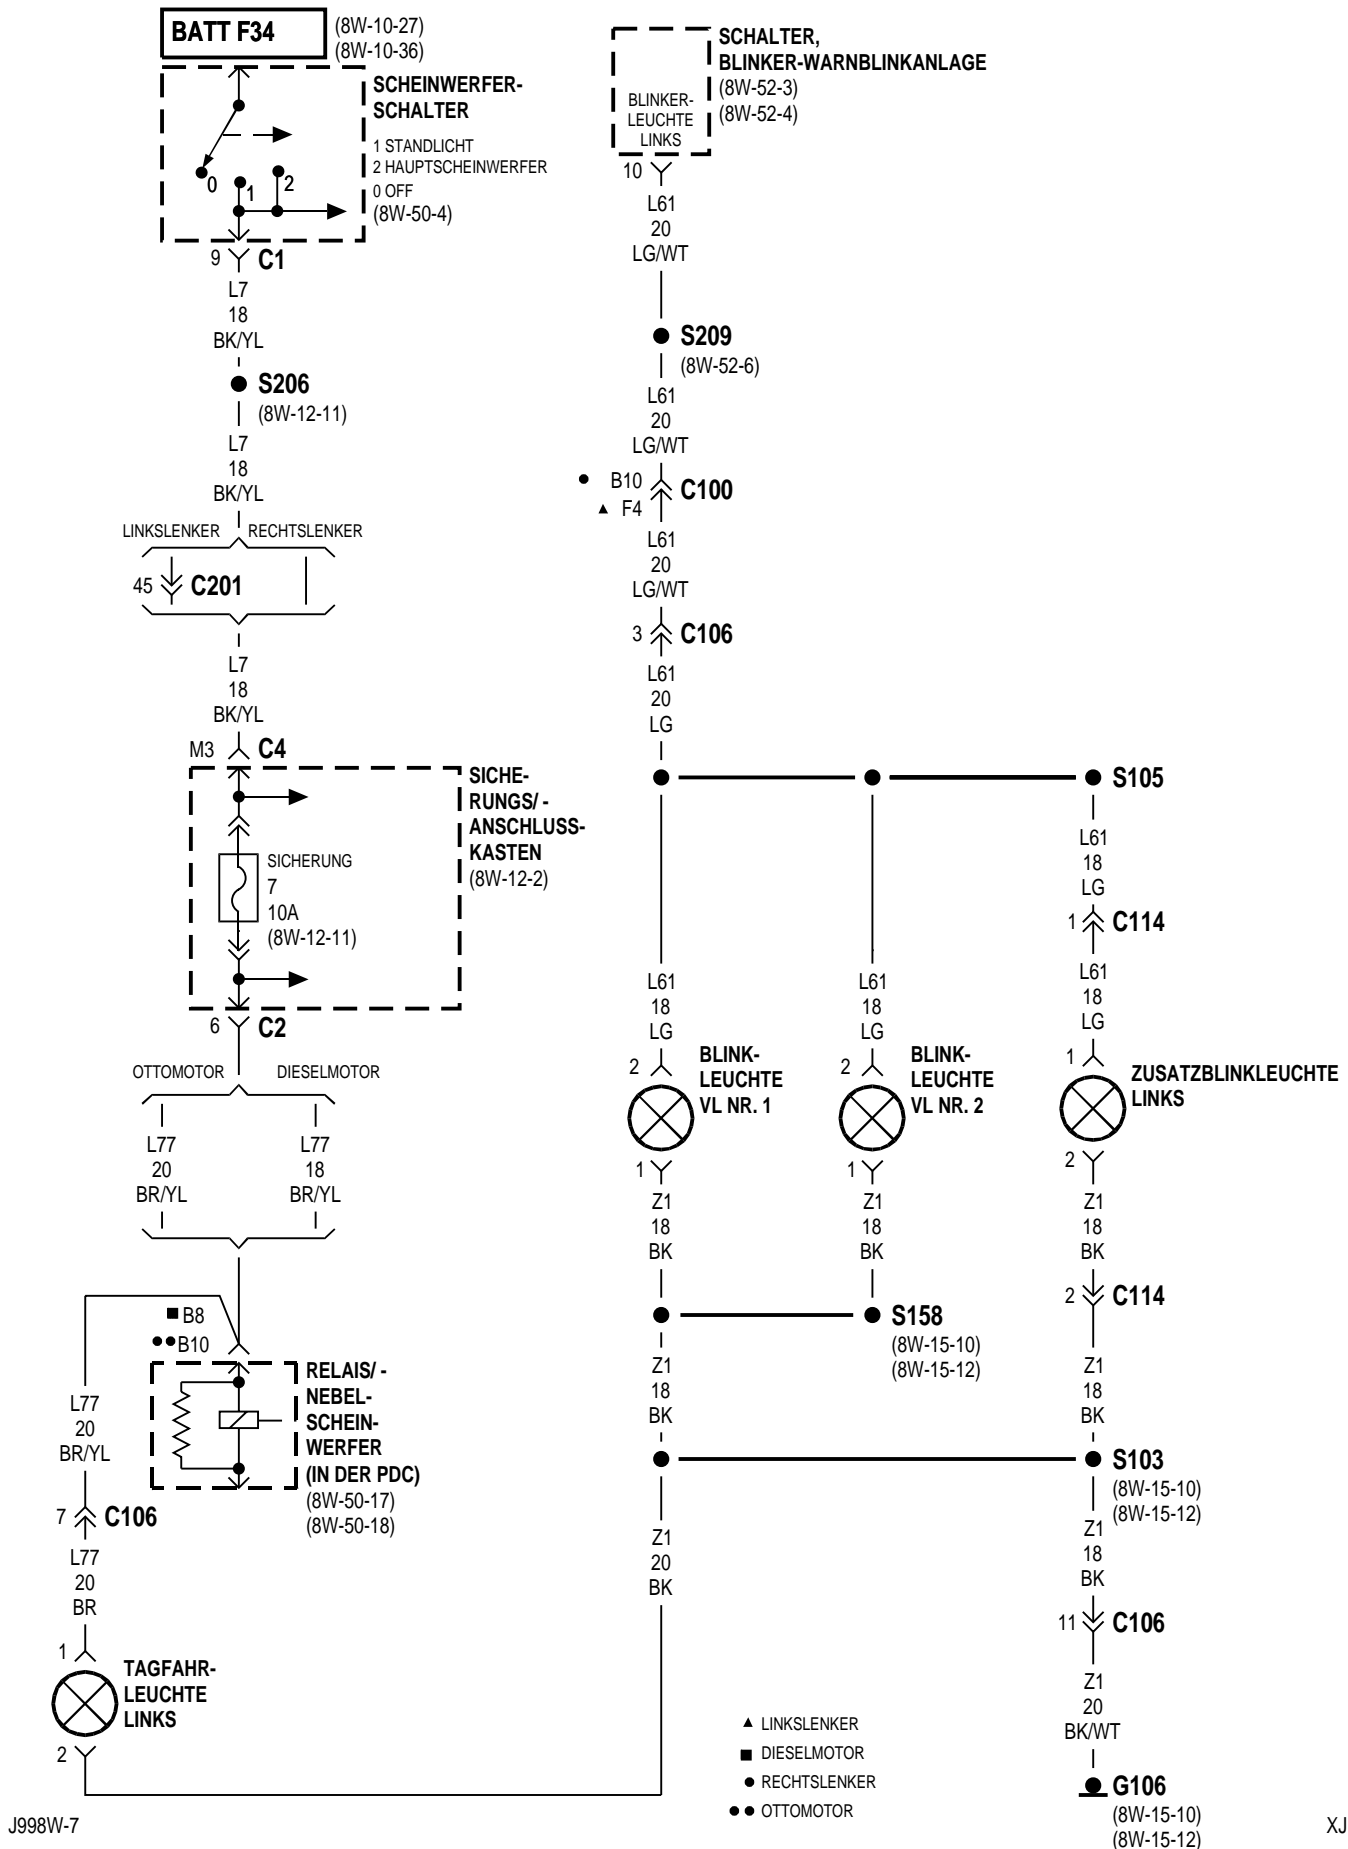 BATT F34
(8W-10-27)
(8W-10-36)
SCHEINWERFER-
SCHALTER
1 STANDLICHT
2 HAUPTSCHEINWERFER
0 OFF
(8W-50-4)
0
1
2
9
C1
L7
18
BK/YL
S206
(8W-12-11)
L7
18
BK/YL
LINKSLENKER
RECHTSLENKER
45
C201
L7
18
BK/YL
M3
C4
SICHE-
RUNGS/ -
ANSCHLUSS-
KASTEN
(8W-12-2)
SICHERUNG
7
10A
(8W-12-11)
6
C2
OTTOMOTOR
DIESELMOTOR
L77
20
BR/YL
L77
18
BR/YL
■ B8
●● B10
RELAIS/ -
NEBEL-
SCHEIN-
WERFER
(IN DER PDC)
(8W-50-17)
(8W-50-18)
L77
20
BR/YL
7
C106
L77
20
BR
1
TAGFAHR-
LEUCHTE
LINKS
2
SCHALTER,
BLINKER-WARNBLINKANLAGE
(8W-52-3)
(8W-52-4)
BLINKER-
LEUCHTE
LINKS
10
L61
20
LG/WT
S209
(8W-52-6)
L61
20
LG/WT
● B10
▲ F4
C100
L61
20
LG/WT
3
C106
L61
20
LG
S105
L61
18
LG
2
BLINK-
LEUCHTE
VL NR. 1
1
Z1
18
BK
L61
18
LG
2
BLINK-
LEUCHTE
VL NR. 2
1
Z1
18
BK
S158
(8W-15-10)
(8W-15-12)
Z1
18
BK
Z1
20
BK
L61
18
LG
1
C114
L61
18
LG
1
ZUSATZBLINKLEUCHTE
LINKS
2
Z1
18
BK
2
C114
Z1
18
BK
S103
(8W-15-10)
(8W-15-12)
Z1
18
BK
11
C106
Z1
20
BK/WT
G106
(8W-15-10)
(8W-15-12)
▲ LINKSLENKER
■ DIESELMOTOR
● RECHTSLENKER
●● OTTOMOTOR
J998W-7
XJ